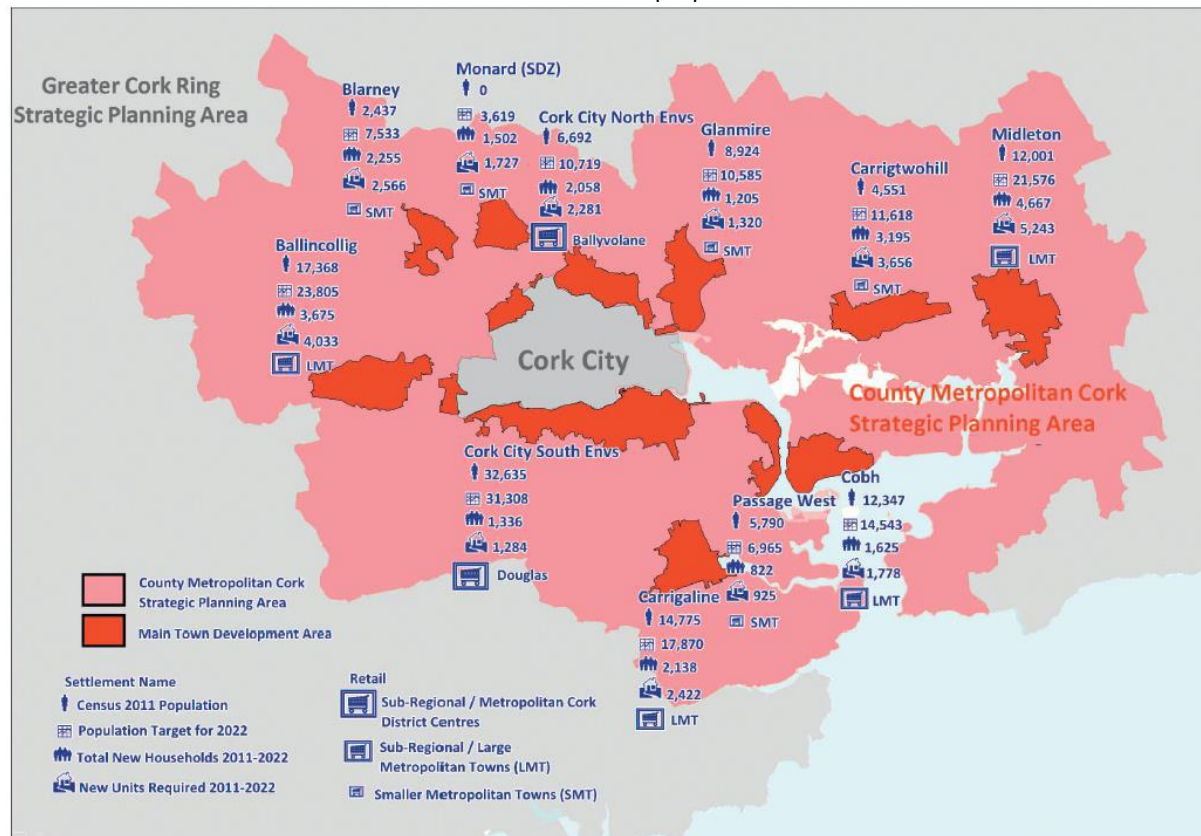 Greater Cork Ring
Strategic Planning Area
Blarney
2,437
7,533
2,255
2,566
SMT
Monard (SDZ)
0
3,619
1,502
1,727
SMT
Cork City North Envs
6,692
10,719
2,058
2,281
Ballyvolane
Glanmire
8,924
10,585
1,205
1,320
SMT
Carrigtwohill
4,551
11,618
3,195
3,656
SMT
Midleton
12,001
21,576
4,667
5,243
LMT
Ballincollig
17,368
23,805
3,675
4,033
LMT
Cork City
County Metropolitan Cork
Strategic Planning Area
Cork City South Envs
32,635
31,308
1,336
1,284
Douglas
Passage West
5,790
6,965
822
925
SMT
Cobh
12,347
14,543
1,625
1,778
LMT
Carrigaline
14,775
17,870
2,138
2,422
LMT
County Metropolitan Cork
Strategic Planning Area
Main Town Development Area
Settlement Name
Census 2011 Population
Population Target for 2022
Total New Households 2011-2022
New Units Required 2011-2022
Retail
Sub-Regional / Metropolitan Cork
District Centres
Sub-Regional / Large
Metropolitan Towns (LMT)
Smaller Metropolitan Towns (SMT)